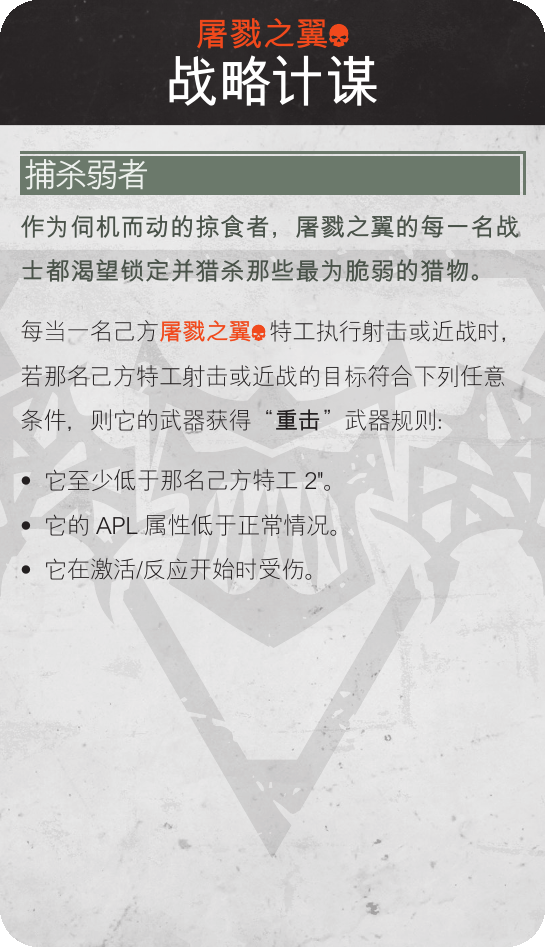 屠戮之翼
战略计谋
捕杀弱者
作为伺机而动的掠食者，屠戮之翼的每一名战
士都渴望锁定并猎杀那些最为脆弱的猎物。
每当一名己方屠戮之翼特工执行射击或近战时，
若那名己方特工射击或近战的目标符合下列任意
条件，则它的武器获得“重击”武器规则:
• 它至少低于那名己方特工 2"。
• 它的 APL 属性低于正常情况。
• 它在激活/反应开始时受伤。